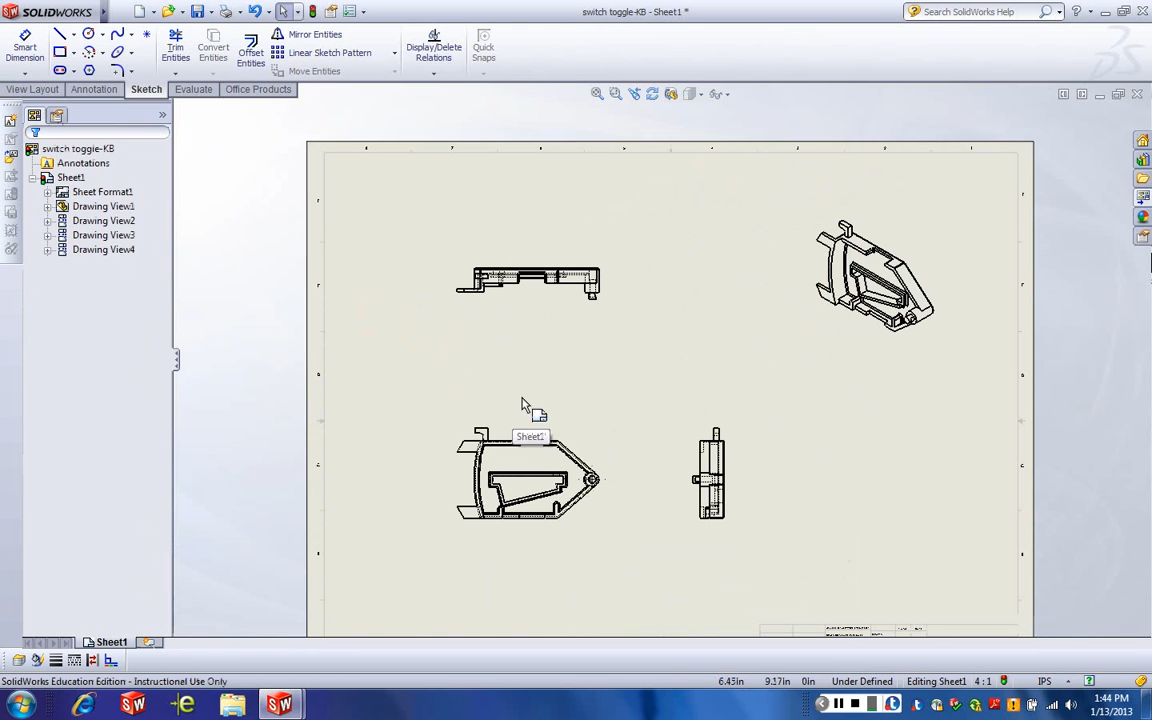 SOLIDWORKS
switch toggle-KB - Sheet1 *
Search SolidWorks Help
Smart Dimension
Trim Entities
Convert Entities
Offset Entities
Mirror Entities
Linear Sketch Pattern
Move Entities
Display/Delete Relations
Quick Snaps
View Layout
Annotation
Sketch
Evaluate
Office Products
switch toggle-KB
Annotations
Sheet1
Sheet Format1
Drawing View1
Drawing View2
Drawing View3
Drawing View4
Sheet1
Sheet1
SolidWorks Education Edition - Instructional Use Only
6.45in
9.17in
0in
Under Defined
Editing Sheet1
4 : 1
IPS
1:44 PM
1/13/2013